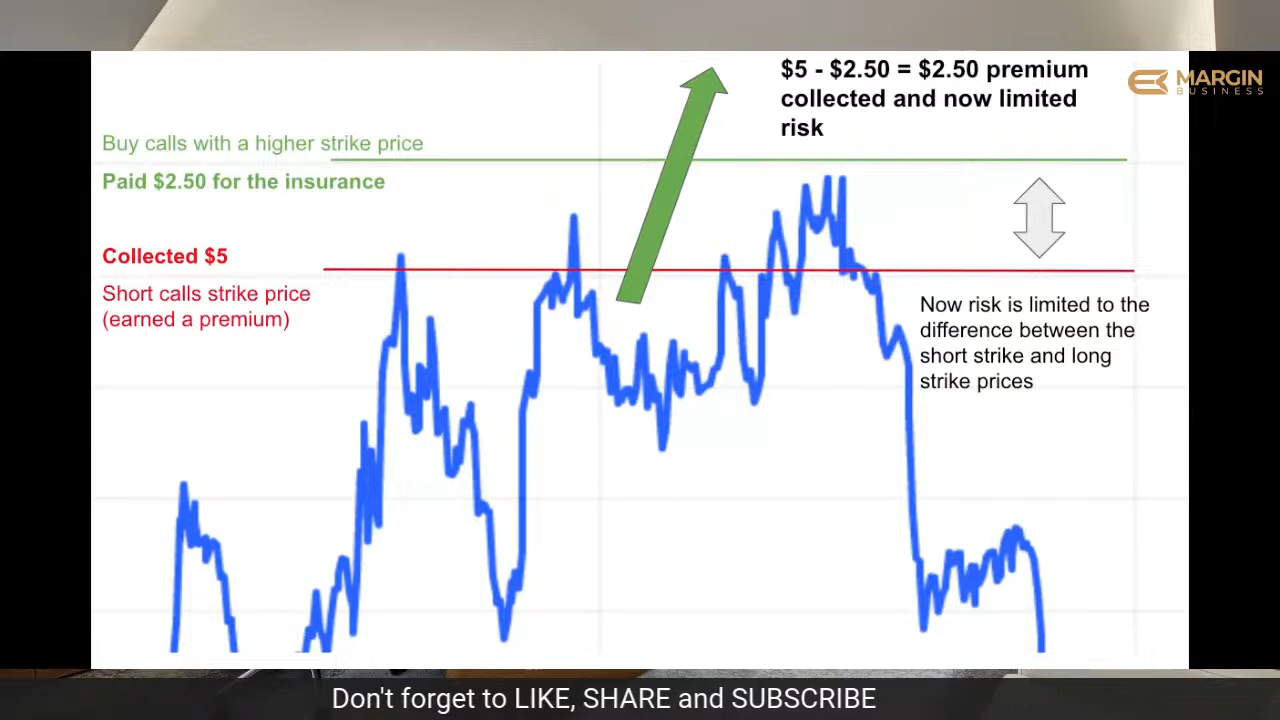 $5 - $2.50 = $2.50 premium
collected and now limited
risk
MARGIN
BUSINESS
Buy calls with a higher strike price
Paid $2.50 for the insurance
Collected $5
Short calls strike price
(earned a premium)
Now risk is limited to the
difference between the
short strike and long
strike prices
Don't forget to LIKE, SHARE and SUBSCRIBE